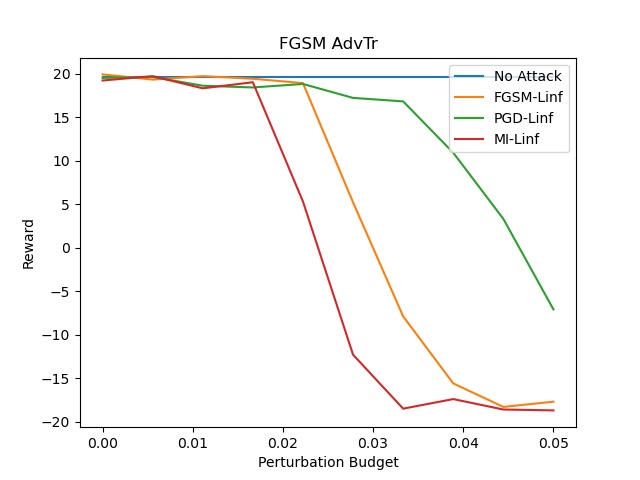 FGSM AdvTr
No Attack
FGSM-Linf
PGD-Linf
MI-Linf
20
15
10
5
0
−5
−10
−15
−20
Reward
0.00 0.01 0.02 0.03 0.04 0.05
Perturbation Budget